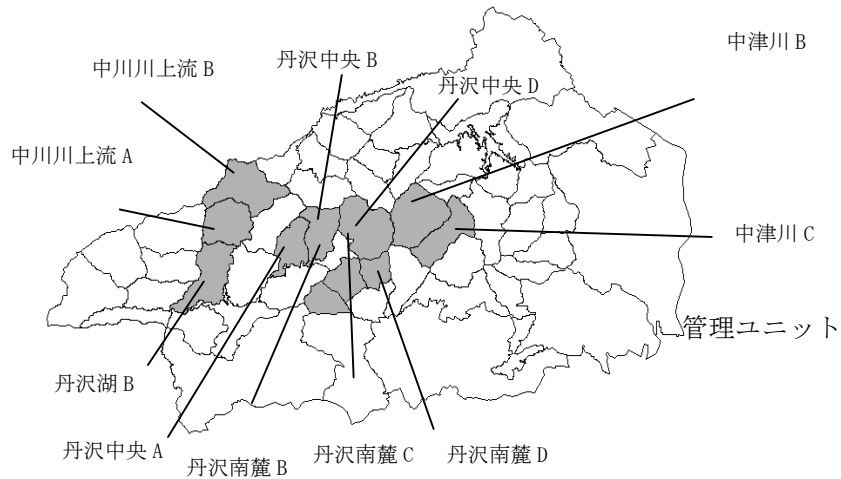 中津川 B
丹沢中央 B
中川川上流 B
丹沢中央 D
中川川上流 A
中津川 C
管理ユニット
丹沢湖 B
丹沢中央 A
丹沢南麓 B
丹沢南麓 C
丹沢南麓 D